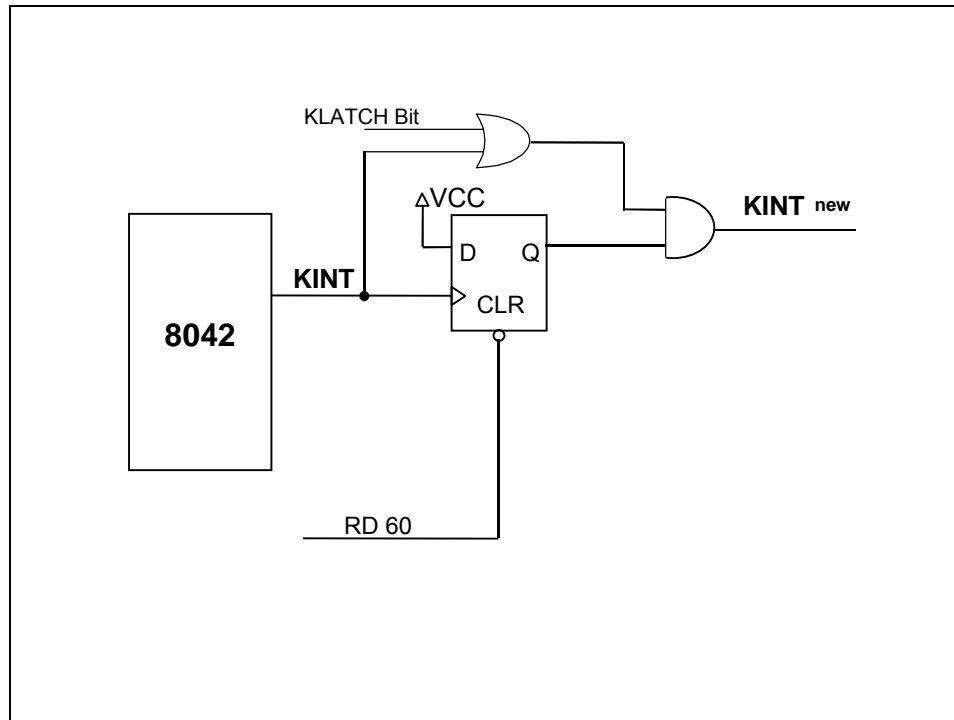 KLATCH Bit
VCC
KINT new
D Q
KINT
CLR
8042
RD 60